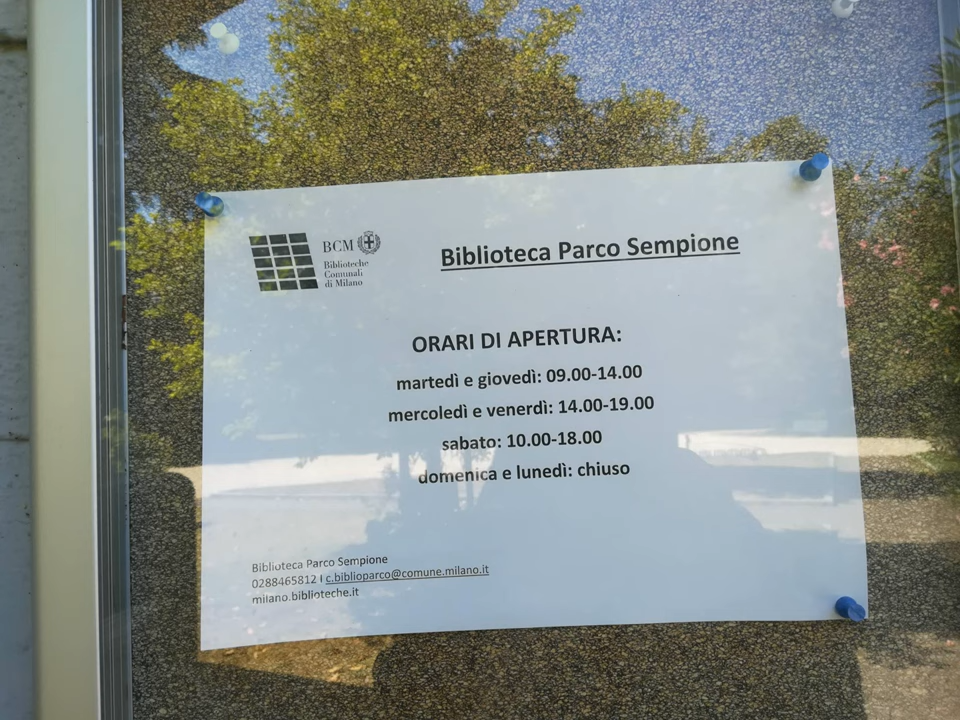 BCM
Biblioteche
Comunali
di Milano
Biblioteca Parco Sempione
ORARI DI APERTURA:
martedì e giovedì: 09.00-14.00
mercoledì e venerdì: 14.00-19.00
sabato: 10.00-18.00
domenica e lunedì: chiuso
Biblioteca Parco Sempione
0288465812 I c.biblioparco@comune.milano.it
milano.biblioteche.it